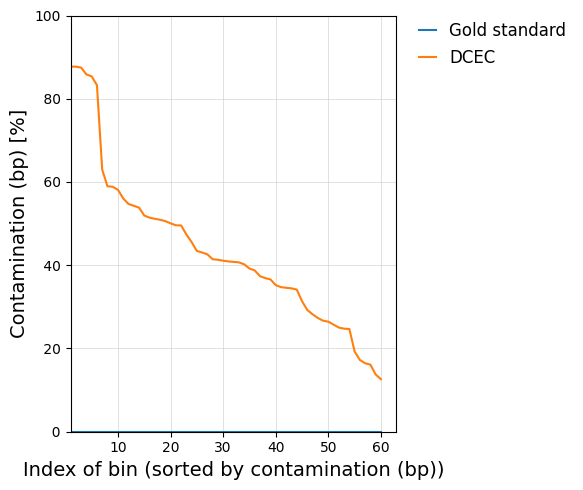 Gold standard
DCEC
Contamination (bp) [%]
100
80
60
40
20
0
10 20 30 40 50 60
Index of bin (sorted by contamination (bp))